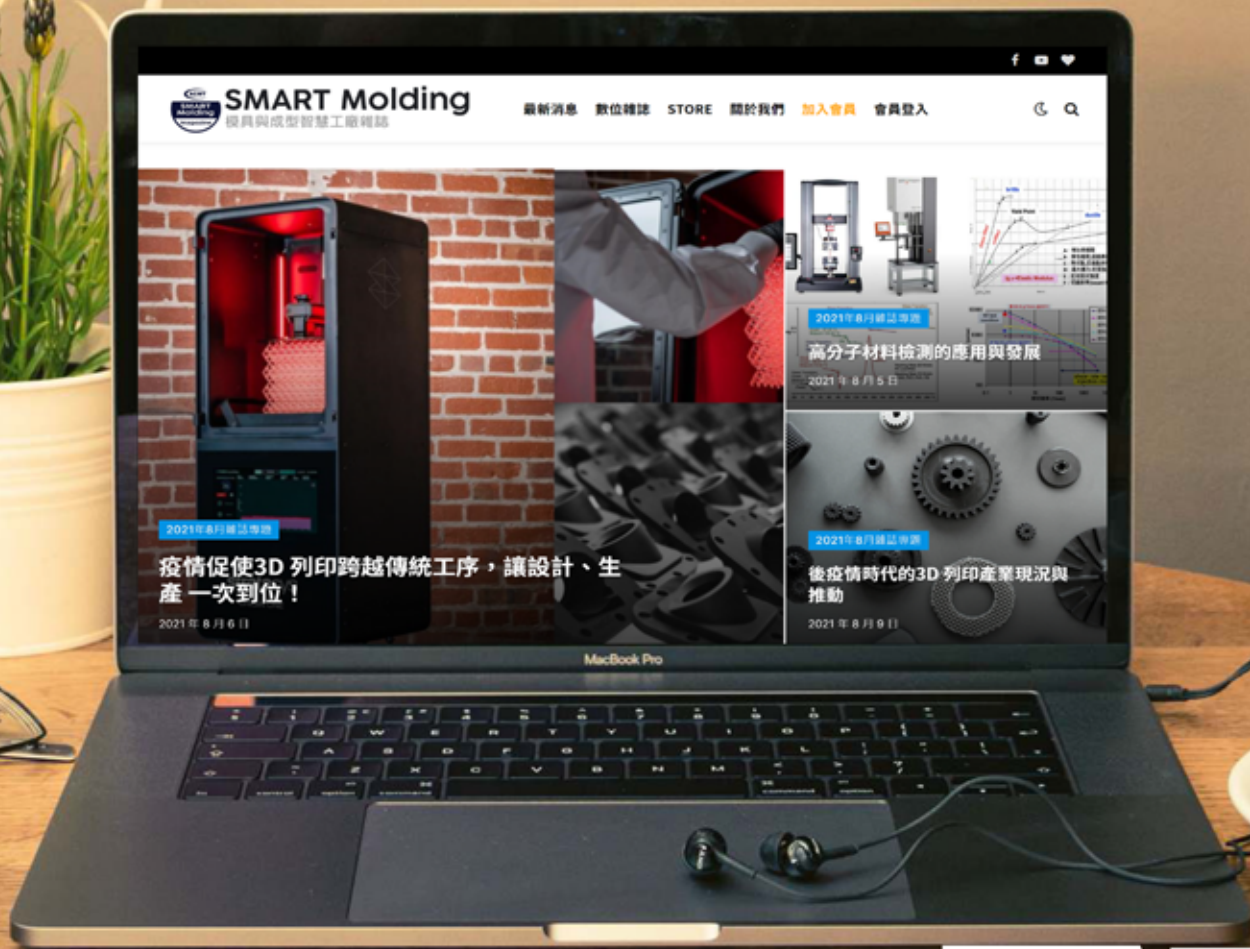 SMART Molding
模具與成型智慧工廠雜誌
ACMT
SMART
Molding
magazine
最新消息 數位雜誌 STORE 關於我們 加入會員 會員登入
2021年8月雜誌專題
疫情促使3D 列印跨越傳統工序，讓設計、生
產 一次到位！
2021 年 8 月 6 日
2021年8月雜誌專題
高分子材料檢測的應用與發展
2021 年 8 月 5 日
2021年8月雜誌專題
後疫情時代的3D 列印產業現況與
推動
2021 年 8 月 9 日
MacBook Pro
Q W E R T Y U I O P
A S D F G H J K L
Z X C V B N M